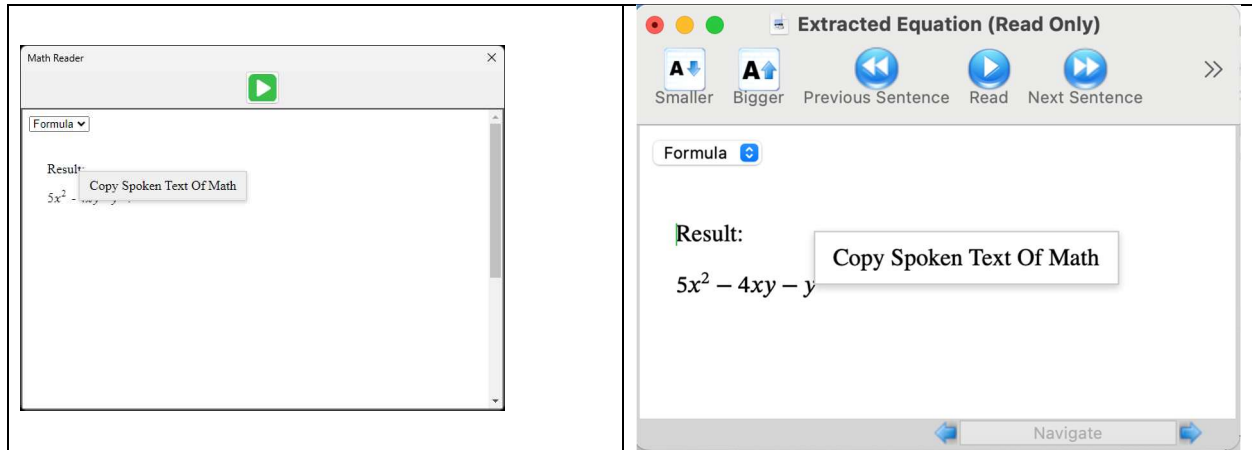 Math Reader
Formula
Result:
Copy Spoken Text Of Math
5x² -
Extracted Equation (Read Only)
Smaller Bigger Previous Sentence Read Next Sentence
Formula
Result:
Copy Spoken Text Of Math
5x² – 4xy – y
Navigate